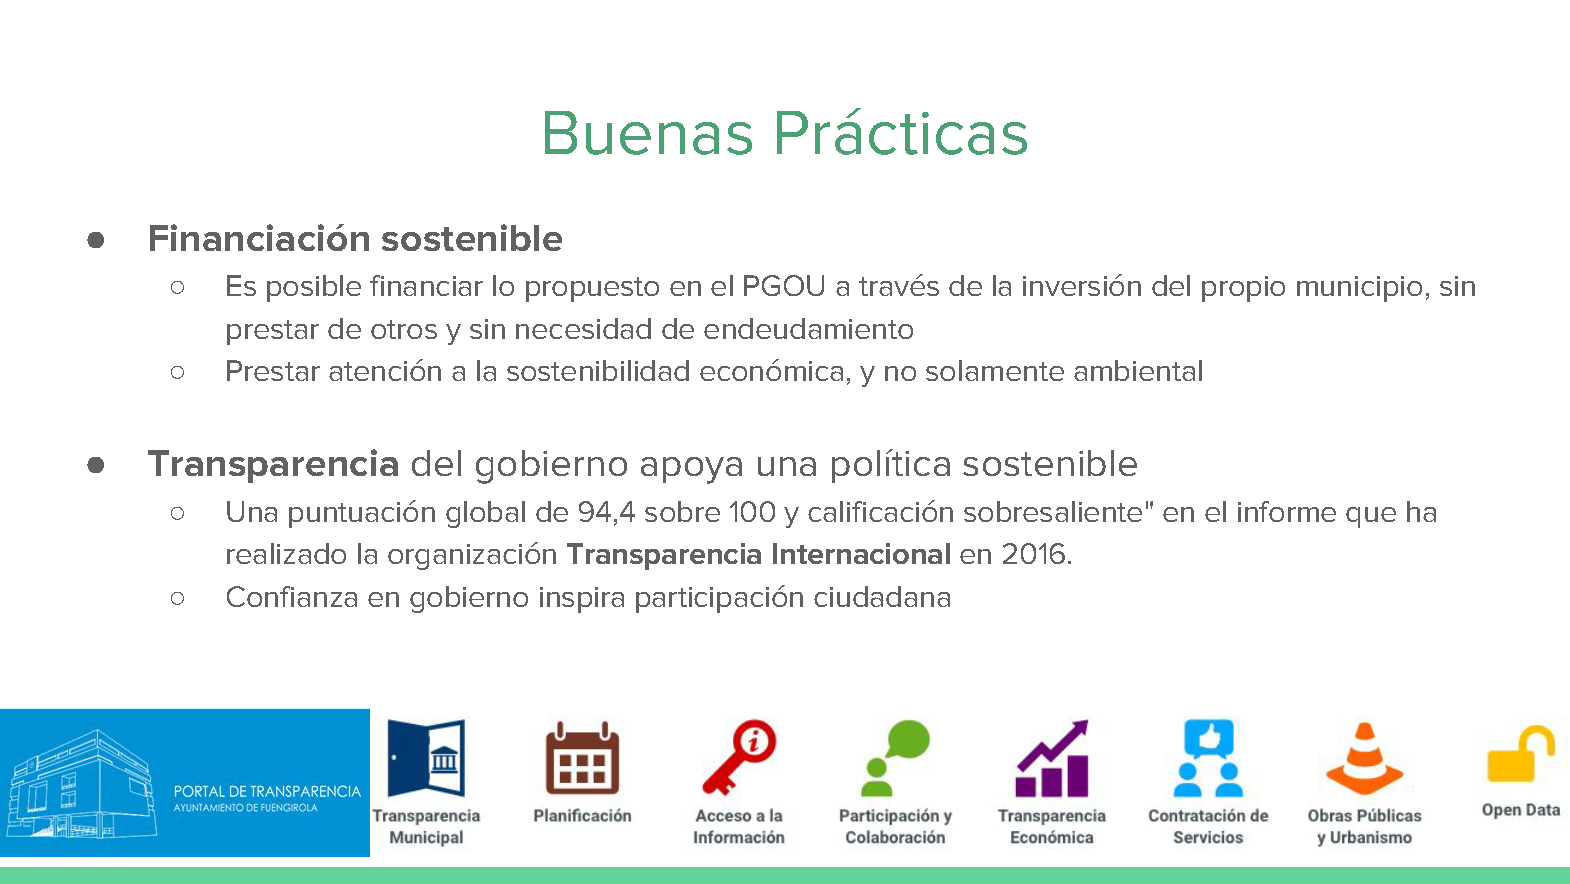 Buenas Prácticas
● Financiación sostenible
○ Es posible financiar lo propuesto en el PGOU a través de la inversión del propio municipio, sin
prestar de otros y sin necesidad de endeudamiento
○ Prestar atención a la sostenibilidad económica, y no solamente ambiental
● Transparencia del gobierno apoya una política sostenible
○ Una puntuación global de 94,4 sobre 100 y calificación sobresaliente" en el informe que ha
realizado la organización Transparencia Internacional en 2016.
○ Confianza en gobierno inspira participación ciudadana
PORTAL DE TRANSPARENCIA
AYUNTAMIENTO DE FUENGIROLA
Transparencia
Municipal
Planificación
Acceso a la
Información
Participación y
Colaboración
Transparencia
Económica
Contratación de
Servicios
Obras Públicas
y Urbanismo
Open Data